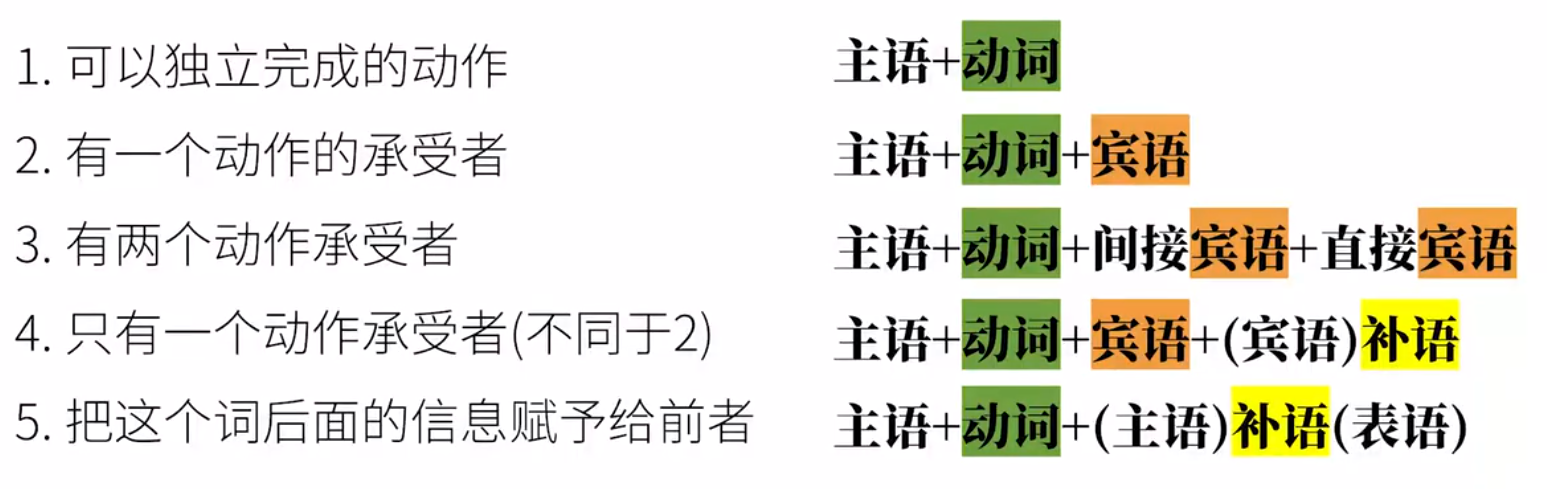 1. 可以独立完成的动作 主语+动词
2. 有一个动作的承受者 主语+动词+宾语
3. 有两个动作承受者 主语+动词+间接宾语+直接宾语
4. 只有一个动作承受者(不同于2) 主语+动词+宾语+(宾语)补语
5. 把这个词后面的信息赋予给前者 主语+动词+(主语)补语(表语)